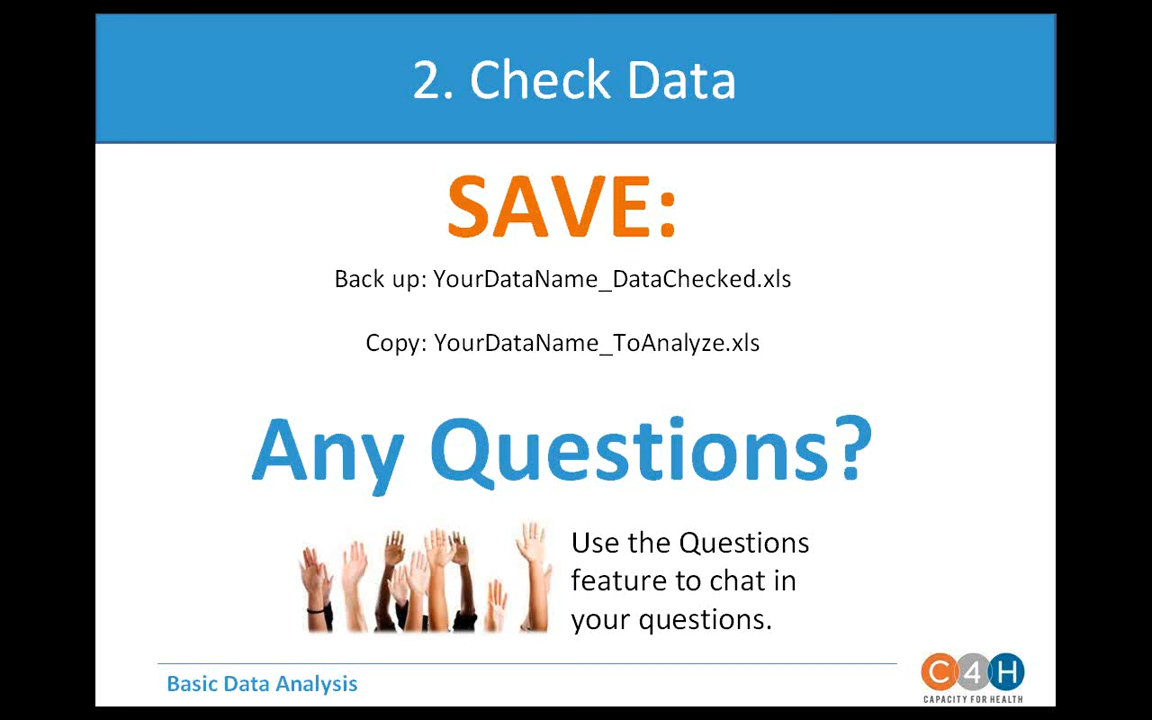 2. Check Data
SAVE:
Back up: YourDataName_DataChecked.xls
Copy: YourDataName_ToAnalyze.xls
Any Questions?
Use the Questions
feature to chat in
your questions.
Basic Data Analysis
C4H
CAPACITY FOR HEALTH